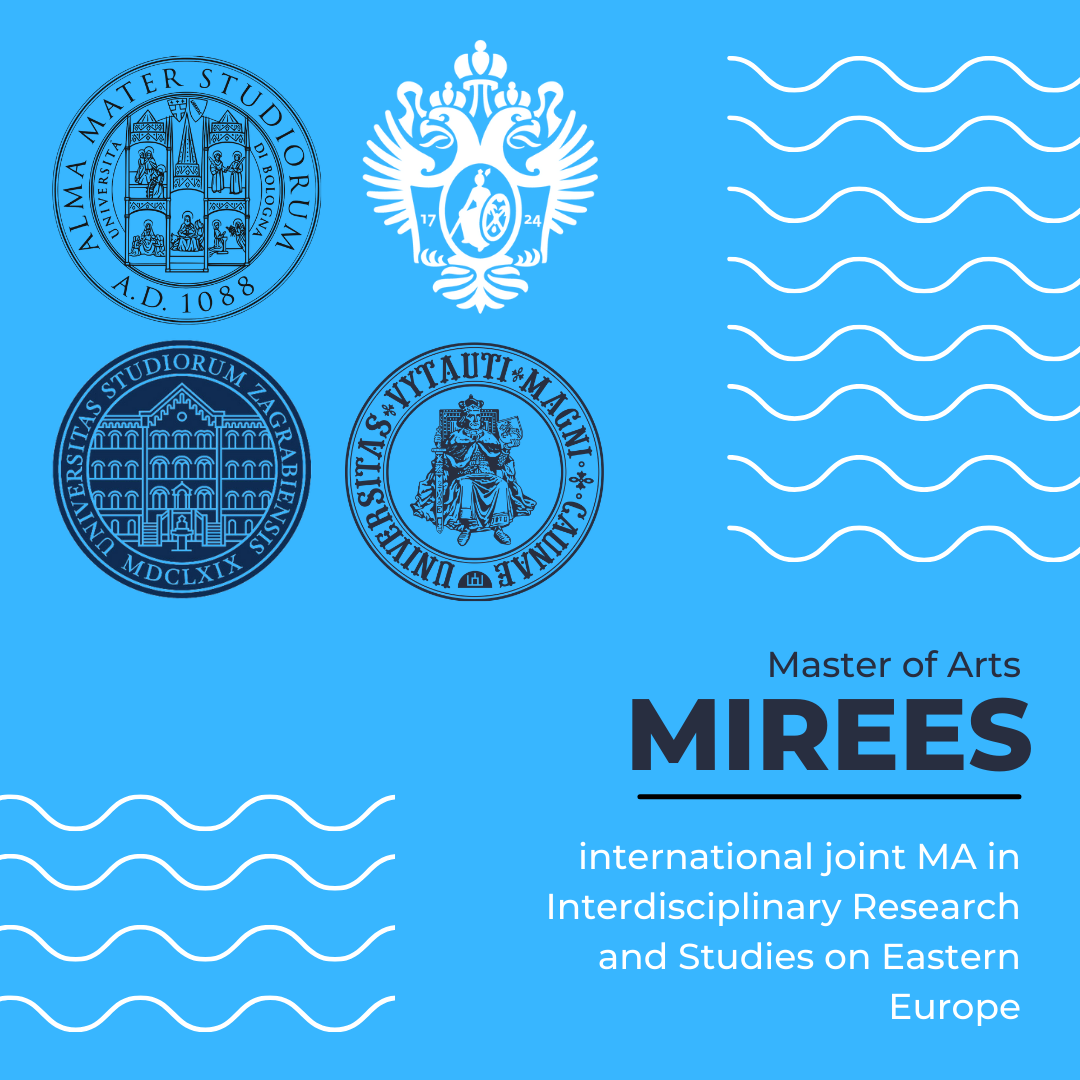 ALMA MATER STUDIORUM
UNIVERSITA DI BOLOGNA
A.D. 1088
17 24
UNIVERSITAS STUDIORUM ZAGRABIENSIS
MDCLXIX
UNIVERSITAS VYTAUTI MAGNI CAUNAE
Master of Arts
MIREES
international joint MA in
Interdisciplinary Research
and Studies on Eastern
Europe